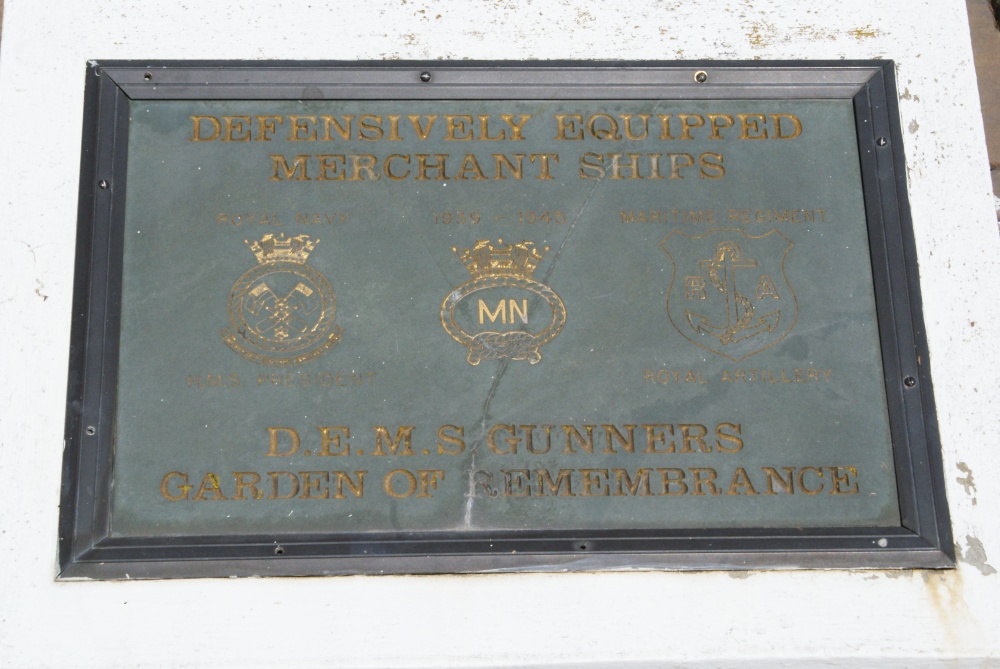 DEFENSIVELY EQUIPPED
MERCHANT SHIPS
ROYAL NAVY 1939 - 1945 MARITIME REGIMENT
MN
R A
H.M.S. PRESIDENT ROYAL ARTILLERY
D.E.M.S GUNNERS
GARDEN OF REMEMBRANCE